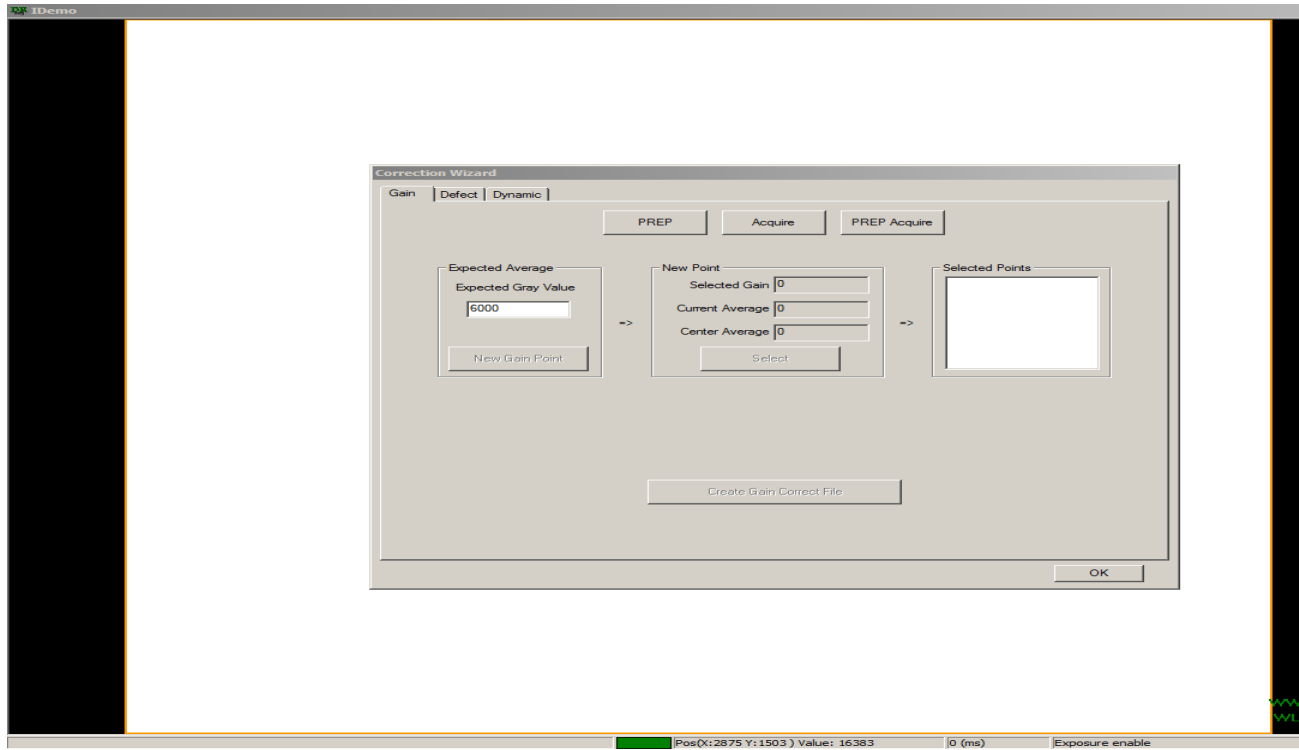 IDemo
Correction Wizard
Gain Defect Dynamic
PREP Acquire PREP Acquire
Expected Average New Point Selected Points
Expected Gray Value Selected Gain 0
6000 Current Average 0
=> =>
Center Average 0
New Gain Point Select
Create Gain Correct File
OK
WW
WL
Pos(X:2875 Y:1503 ) Value: 16383 0 (ms) Exposure enable